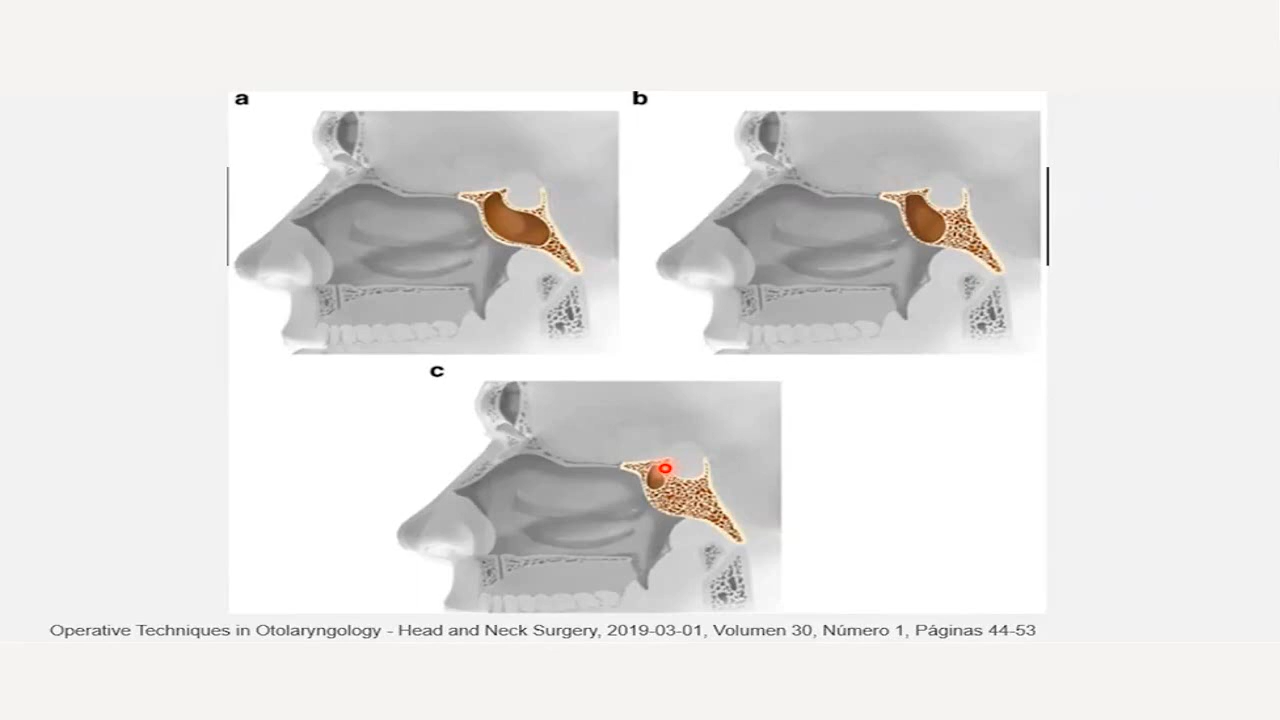 a
b
c
Operative Techniques in Otolaryngology - Head and Neck Surgery, 2019-03-01, Volumen 30, Número 1, Páginas 44-53